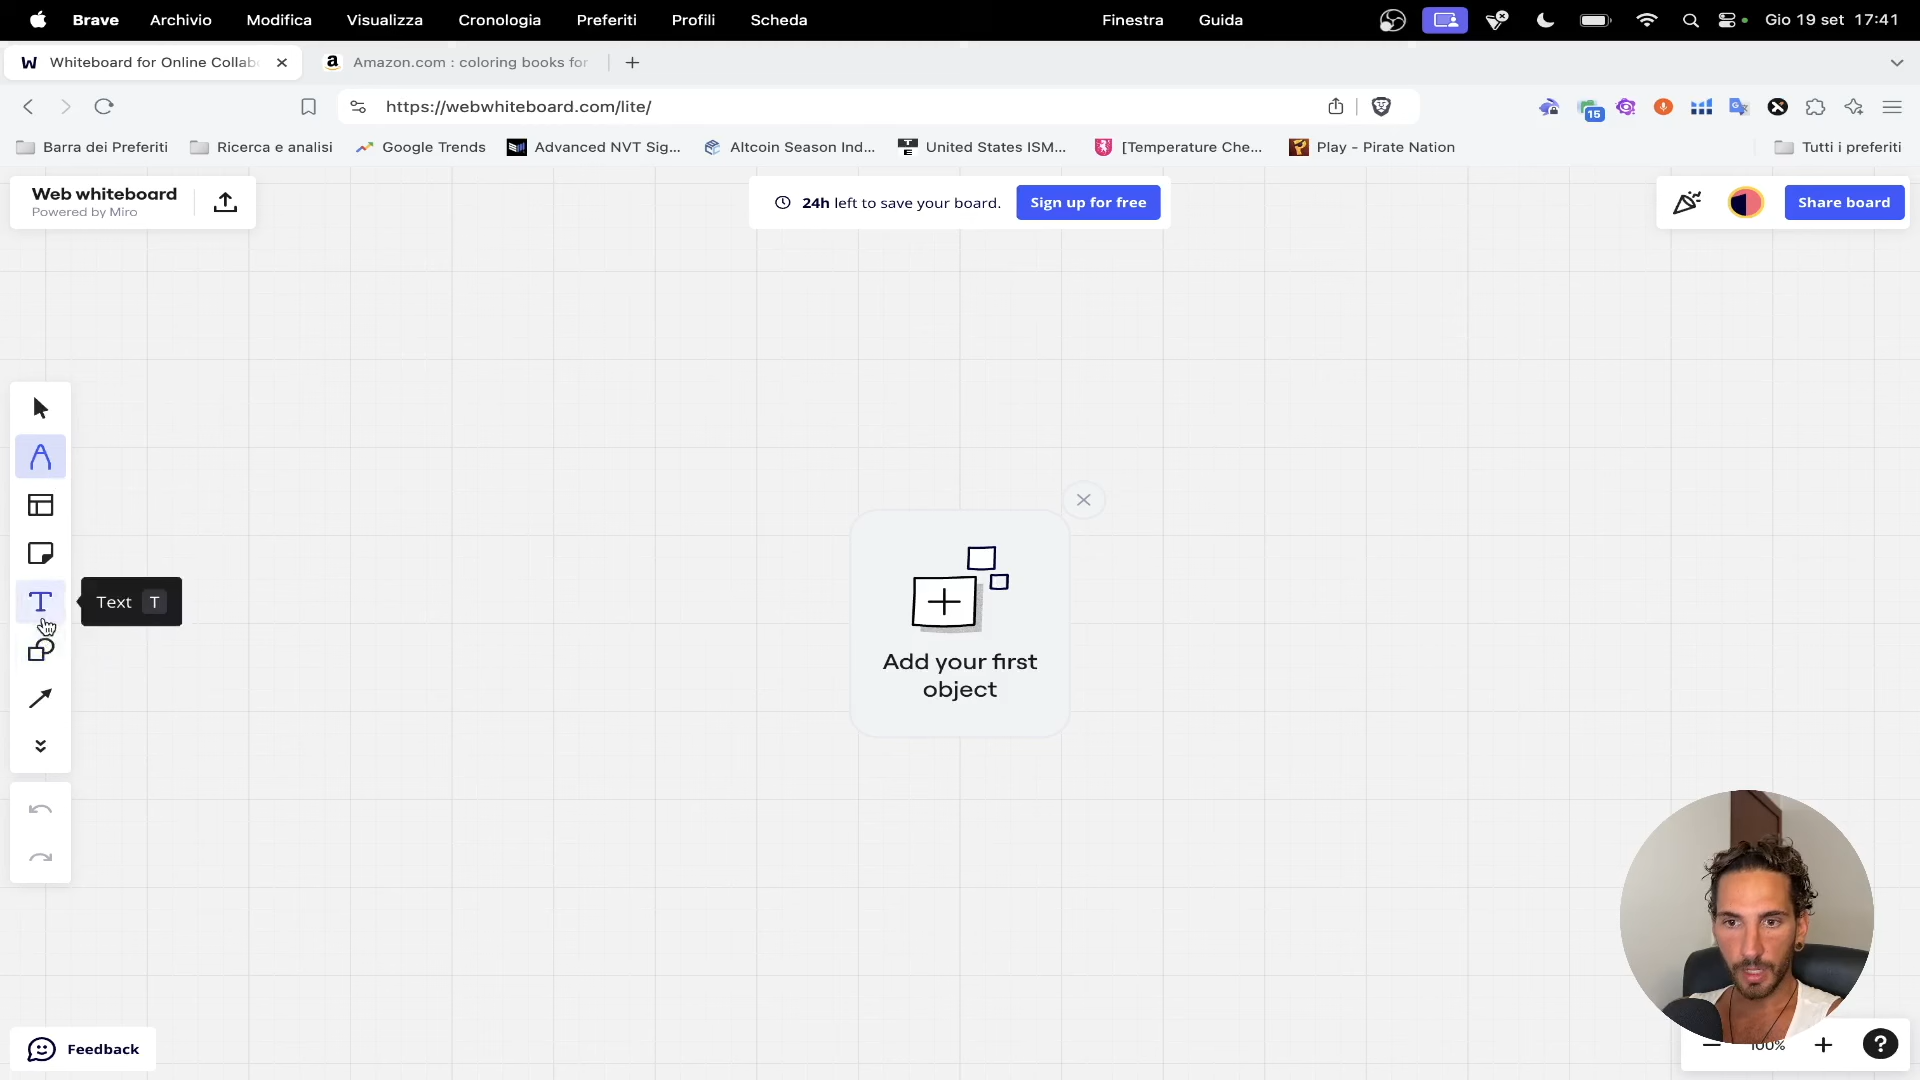 Brave Archivio Modifica Visualizza Cronologia Preferiti Profili Scheda Finestra Guida Gio 19 set 17:41
Whiteboard for Online Collab Amazon.com : coloring books for
https://webwhiteboard.com/lite/ 15
Barra dei Preferiti Ricerca e analisi Google Trends Advanced NVT Sig... Altcoin Season Ind... United States ISM... [Temperature Che... Play - Pirate Nation Tutti i preferiti
Web whiteboard
Powered by Miro
24h left to save your board. Sign up for free
Share board
Text T
Add your first
object
Feedback
100%